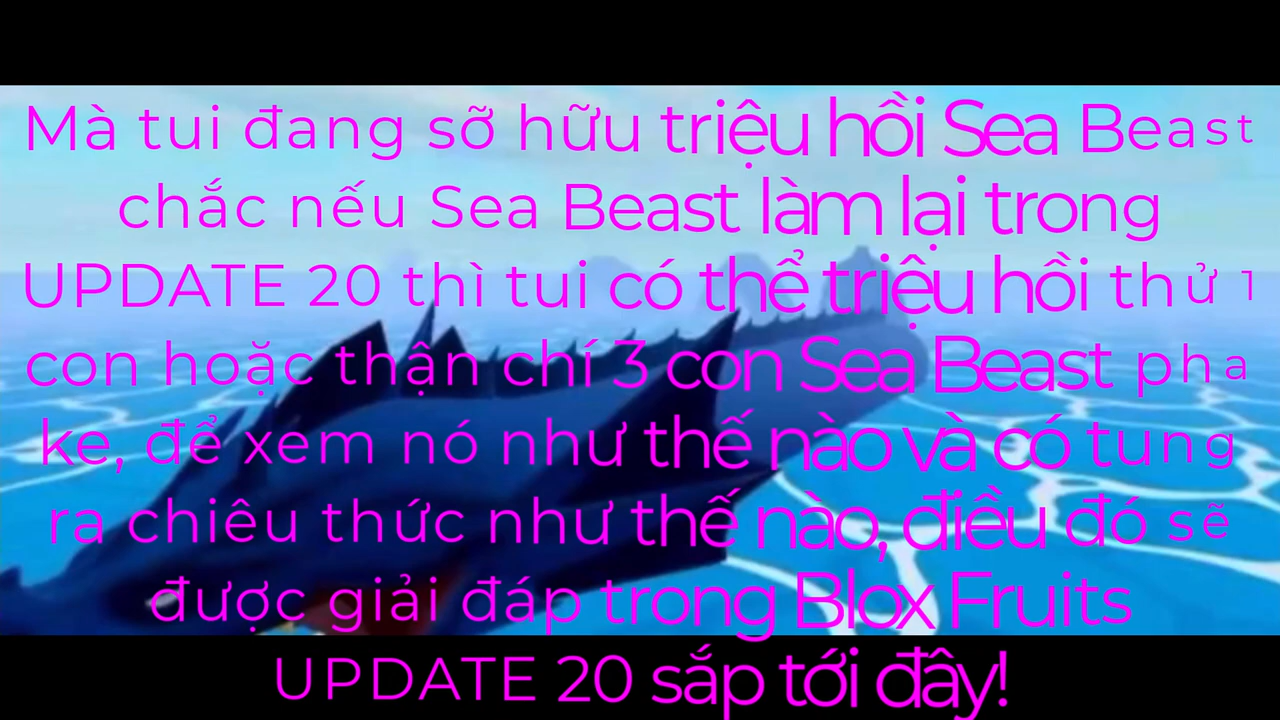 Mà tui đang sỡ hữu triệu hồi Sea Beast
chắc nếu Sea Beast làm lại trong
UPDATE 20 thì tui có thể triệu hồi thử 1
con hoặc thận chí 3 con Sea Beast pha
ke, để xem nó như thế nào và có tung
ra chiêu thức như thế nào, điều đó sẽ
được giải đáp trong Blox Fruits
UPDATE 20 sắp tới đây!